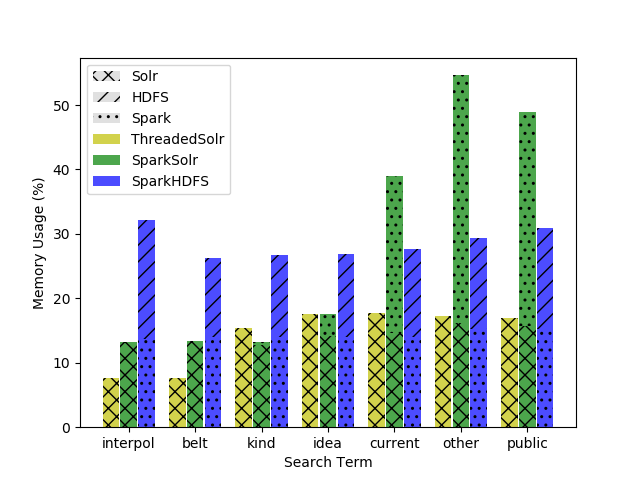 Solr
HDFS
Spark
ThreadedSolr
SparkSolr
SparkHDFS
Memory Usage (%)
50
40
30
20
10
0
interpol belt kind idea current other public
Search Term